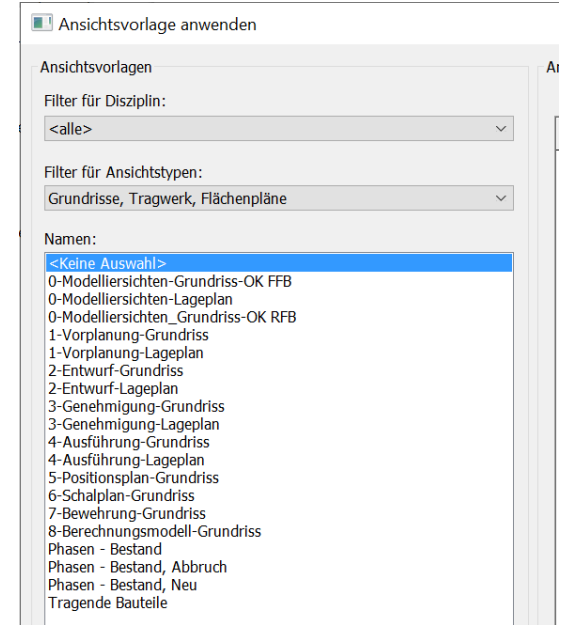 Ansichtsvorlage anwenden
Ansichtsvorlagen
Filter für Disziplin:
<alle>
Filter für Ansichtstypen:
Grundrisse, Tragwerk, Flächenpläne
Namen:
<Keine Auswahl>
0-Modelliersichten-Grundriss-OK FFB
0-Modelliersichten-Lageplan
0-Modelliersichten_Grundriss-OK RFB
1-Vorplanung-Grundriss
1-Vorplanung-Lageplan
2-Entwurf-Grundriss
2-Entwurf-Lageplan
3-Genehmigung-Grundriss
3-Genehmigung-Lageplan
4-Ausführung-Grundriss
4-Ausführung-Lageplan
5-Positionsplan-Grundriss
6-Schalplan-Grundriss
7-Bewehrung-Grundriss
8-Berechnungsmodell-Grundriss
Phasen - Bestand
Phasen - Bestand, Abbruch
Phasen - Bestand, Neu
Tragende Bauteile